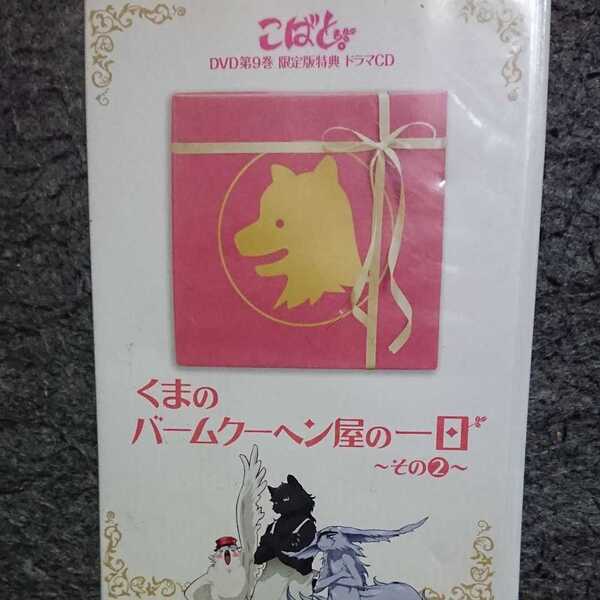 こばと。
DVD第9巻 限定版特典 ドラマCD
くまの
バームクーヘン屋の一日
～その②～